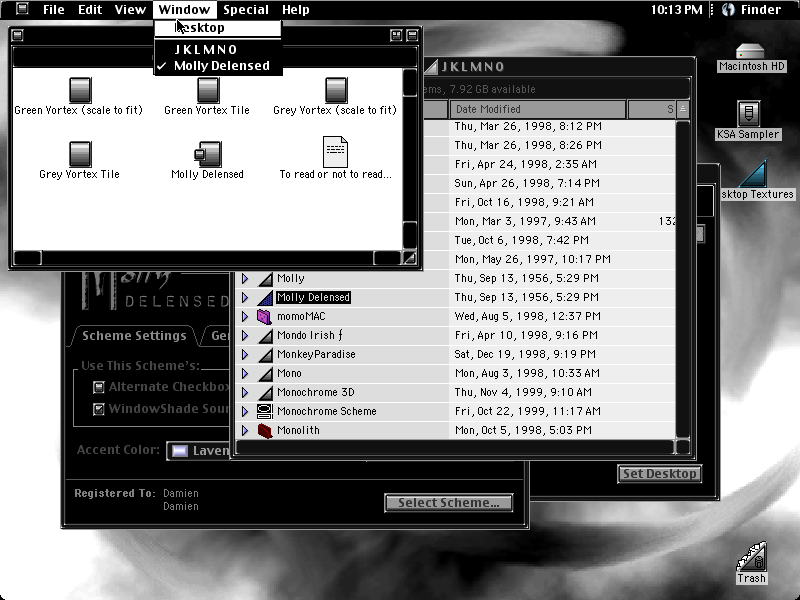 File Edit View Window Special Help 10:13 PM Finder
Desktop
JKLMNO
Molly Delensed
Green Vortex (scale to fit)
Green Vortex Tile
Grey Vortex (scale to fit)
Grey Vortex Tile
Molly Delensed
To read or not to read...
JKLMNO
ems, 7.92 GB available
Date Modified S
Thu, Mar 26, 1998, 8:12 PM
Thu, Mar 26, 1998, 8:26 PM
Fri, Apr 24, 1998, 2:35 AM
Sun, Apr 26, 1998, 7:14 PM
Fri, Oct 16, 1998, 9:21 AM
Mon, Mar 3, 1997, 9:43 AM 132
Tue, Oct 6, 1998, 7:42 PM
Mon, May 26, 1997, 10:17 PM
Molly Thu, Sep 13, 1956, 5:29 PM
Molly Delensed Thu, Sep 13, 1956, 5:29 PM
momoMAC Wed, Aug 5, 1998, 12:37 PM
Mondo Irish ƒ Fri, Apr 10, 1998, 9:16 PM
MonkeyParadise Sat, Dec 19, 1998, 9:19 PM
Mono Mon, Aug 3, 1998, 10:33 AM
Monochrome 3D Thu, Nov 4, 1999, 9:10 AM
Monochrome Scheme Fri, Oct 22, 1999, 11:17 AM
Monolith Mon, Oct 5, 1998, 5:03 PM
Molly
DELENSED
Scheme Settings Gen
Use This Scheme's:
Alternate Checkbox
WindowShade Soun
Accent Color: Laven
Registered To: Damien
Damien
Select Scheme...
Set Desktop
Macintosh HD
KSA Sampler
sktop Textures
Trash